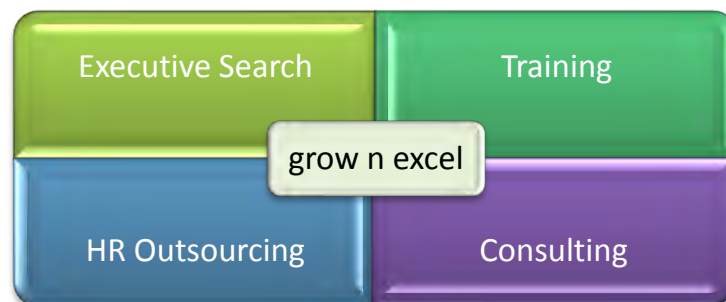 Executive Search
Training
grow n excel
HR Outsourcing
Consulting